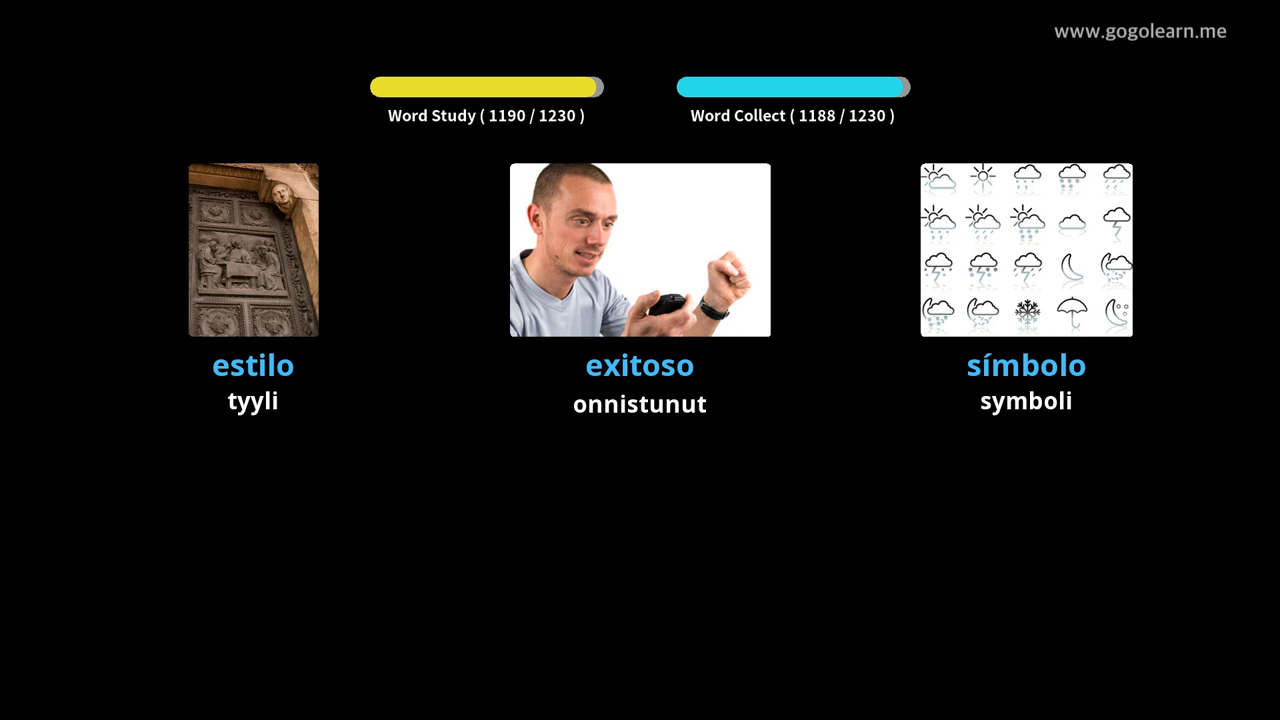 www.gogolearn.me
Word Study ( 1190 / 1230 )
Word Collect ( 1188 / 1230 )
estilo
tyyli
exitoso
onnistunut
símbolo
symboli